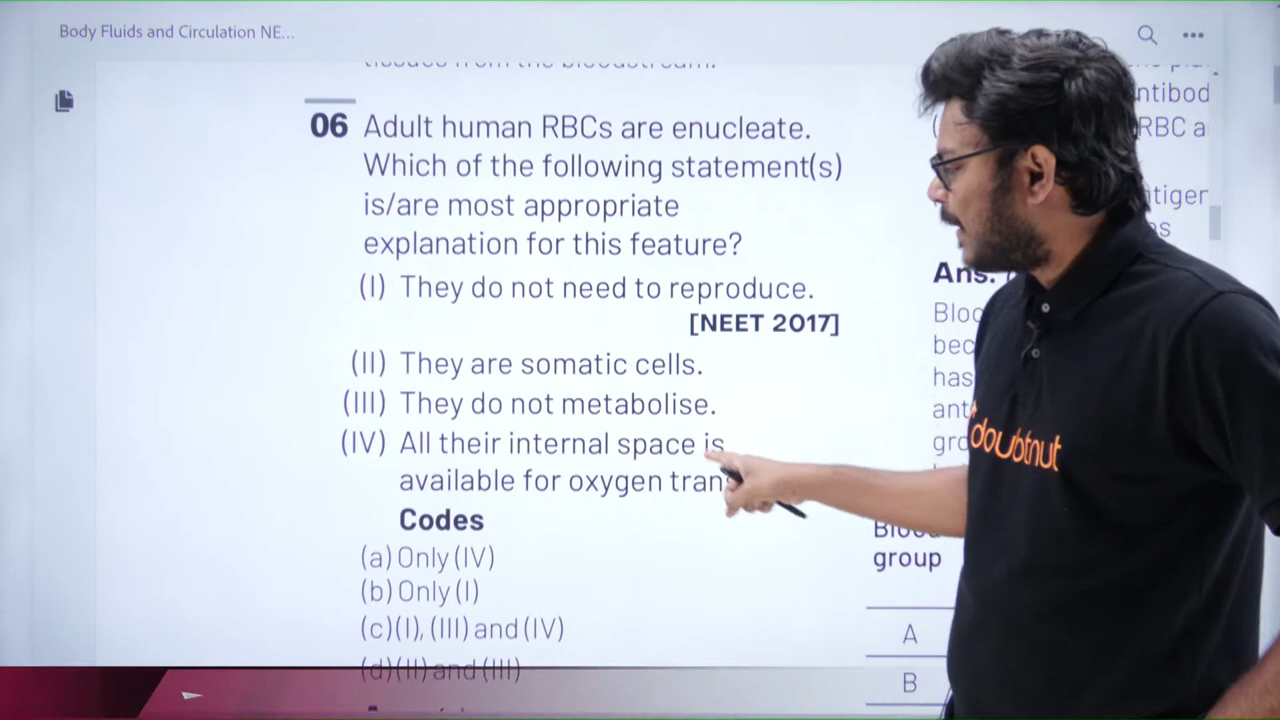 Body Fluids and Circulation NE...
06 Adult human RBCs are enucleate.
Which of the following statement(s)
is/are most appropriate
explanation for this feature?
(I) They do not need to reproduce.
[NEET 2017]
(II) They are somatic cells.
(III) They do not metabolise.
(IV) All their internal space is
available for oxygen tran
Codes
(a) Only (IV)
(b) Only (I)
(c) (I), (III) and (IV)
(d) (II) and (III)
ntibod
RBC a
tiger
as
Ans.
Bloo
bec
has
ant
gro
Blood
group
A
B
doubtnut